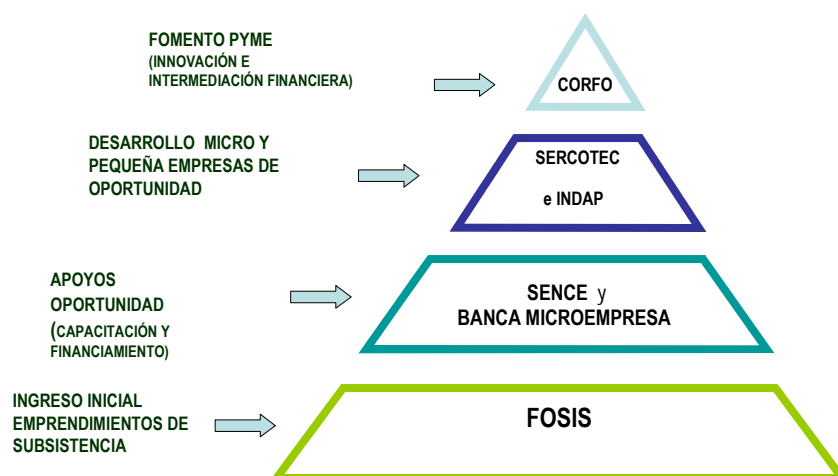 FOMENTO PYME
(INNOVACIÓN E
INTERMEDIACIÓN FINANCIERA)
CORFO
DESARROLLO MICRO Y
PEQUEÑA EMPRESAS DE
OPORTUNIDAD
SERCOTEC
e INDAP
APOYOS
OPORTUNIDAD
(CAPACITACIÓN Y
FINANCIAMIENTO)
SENCE y
BANCA MICROEMPRESA
INGRESO INICIAL
EMPRENDIMIENTOS DE
SUBSISTENCIA
FOSIS